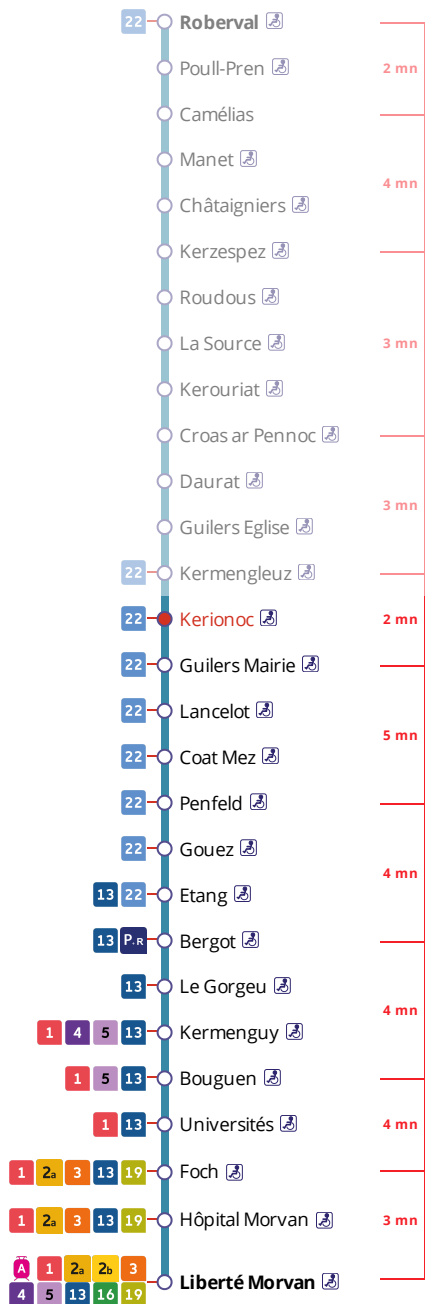 22 Roberval
Poull-Pren 2 mn
Camélias
Manet
4 mn
Châtaigniers
Kerzespez
Roudous
La Source 3 mn
Kerouriat
Croas ar Pennoc
Daurat
3 mn
Guilers Eglise
22 Kermengleuz
22 Kerionoc 2 mn
22 Guilers Mairie
22 Lancelot
5 mn
22 Coat Mez
22 Penfeld
22 Gouez
4 mn
13 22 Etang
13 P+R Bergot
13 Le Gorgeu
4 mn
1 4 5 13 Kermenguy
1 5 13 Bouguen
1 13 Universités 4 mn
1 2a 3 13 19 Foch
1 2a 3 13 19 Hôpital Morvan 3 mn
A 1 2a 2b 3
4 5 13 16 19 Liberté Morvan